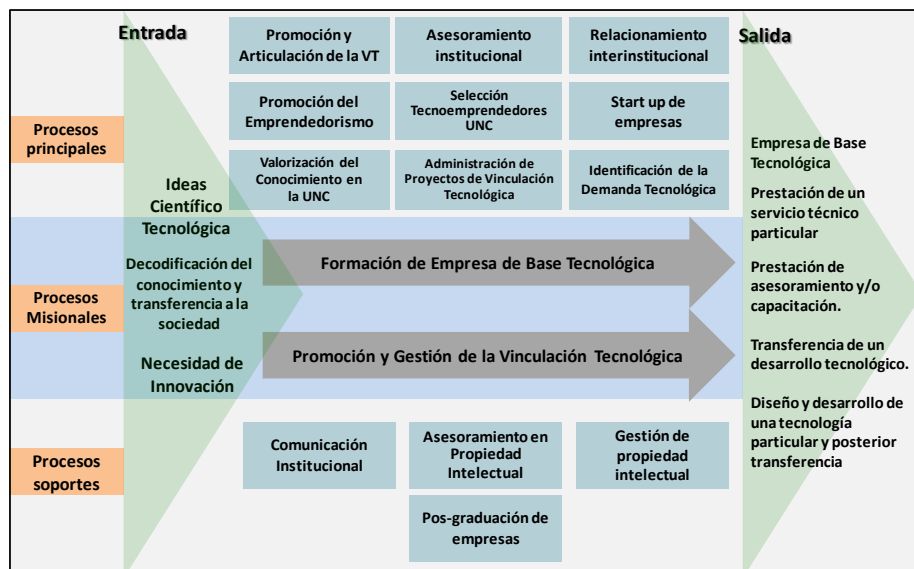 Entrada
Salida
Procesos
principales
Procesos
Misionales
Procesos
soportes
Ideas
Científico
Tecnológica
Decodificación del
conocimiento y
transferencia a la
sociedad
Necesidad de
Innovación
Promoción y
Articulación de la VT
Asesoramiento
institucional
Relacionamiento
interinstitucional
Promoción del
Emprendedorismo
Selección
Tecnoemprendedores
UNC
Start up de
empresas
Valorización del
Conocimiento en
la UNC
Administración de
Proyectos de Vinculación
Tecnológica
Identificación de la
Demanda Tecnológica
Formación de Empresa de Base Tecnológica
Promoción y Gestión de la Vinculación Tecnológica
Comunicación
Institucional
Asesoramiento en
Propiedad
Intelectual
Gestión de
propiedad
intelectual
Pos-graduación de
empresas
Empresa de Base
Tecnológica
Prestación de un
servicio técnico
particular
Prestación de
asesoramiento y/o
capacitación.
Transferencia de un
desarrollo tecnológico.
Diseño y desarrollo de
una tecnología
particular y posterior
transferencia